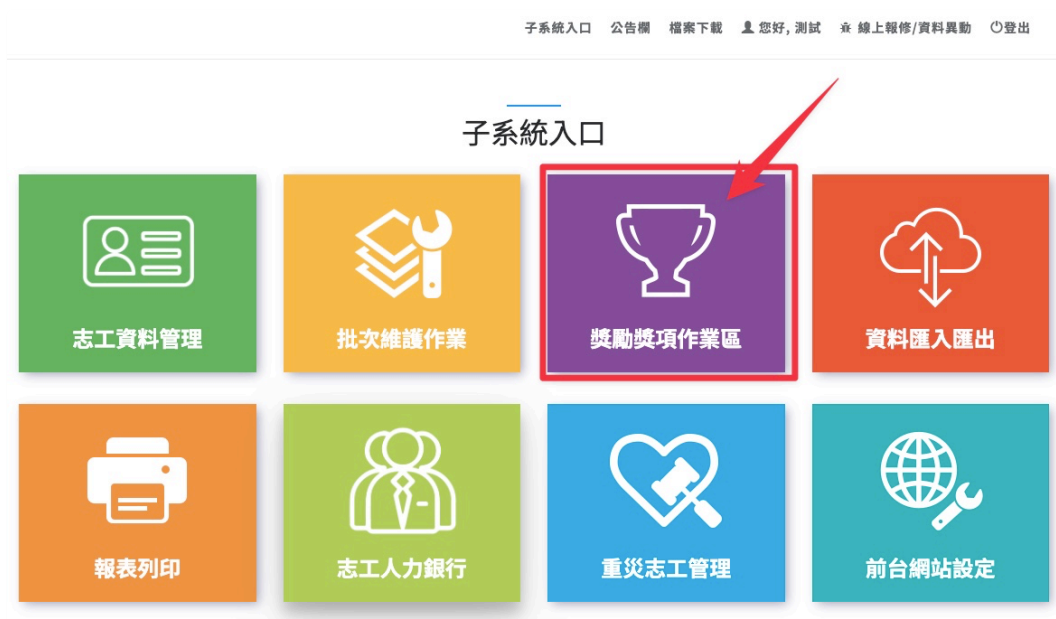 子系統入口 公告欄 檔案下載 您好, 測試 線上報修/資料異動 登出
子系統入口
志工資料管理 批次維護作業 獎勵獎項作業區 資料匯入匯出
報表列印 志工人力銀行 重災志工管理 前台網站設定